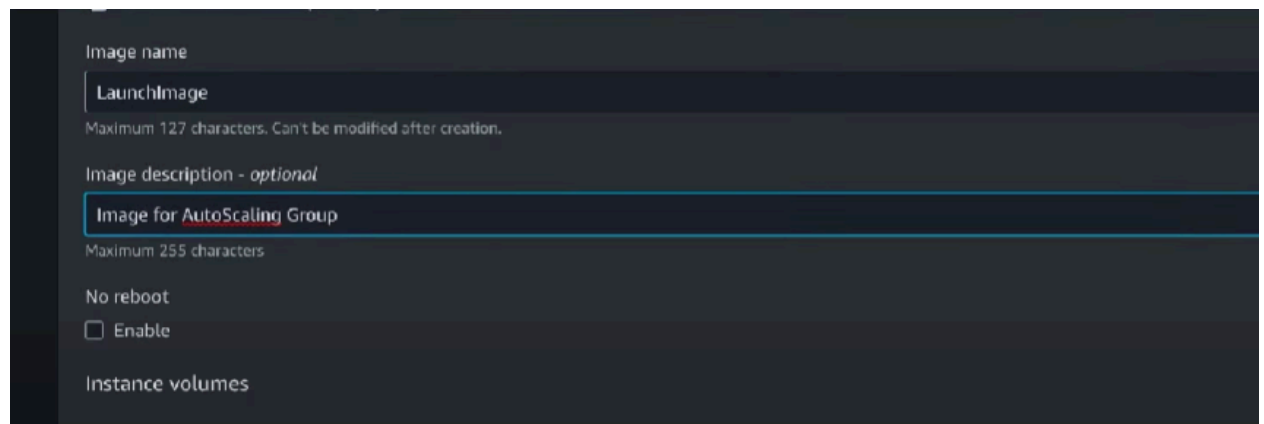 Image name
LaunchImage
Maximum 127 characters. Can't be modified after creation.
Image description - optional
Image for AutoScaling Group
Maximum 255 characters
No reboot
Enable
Instance volumes